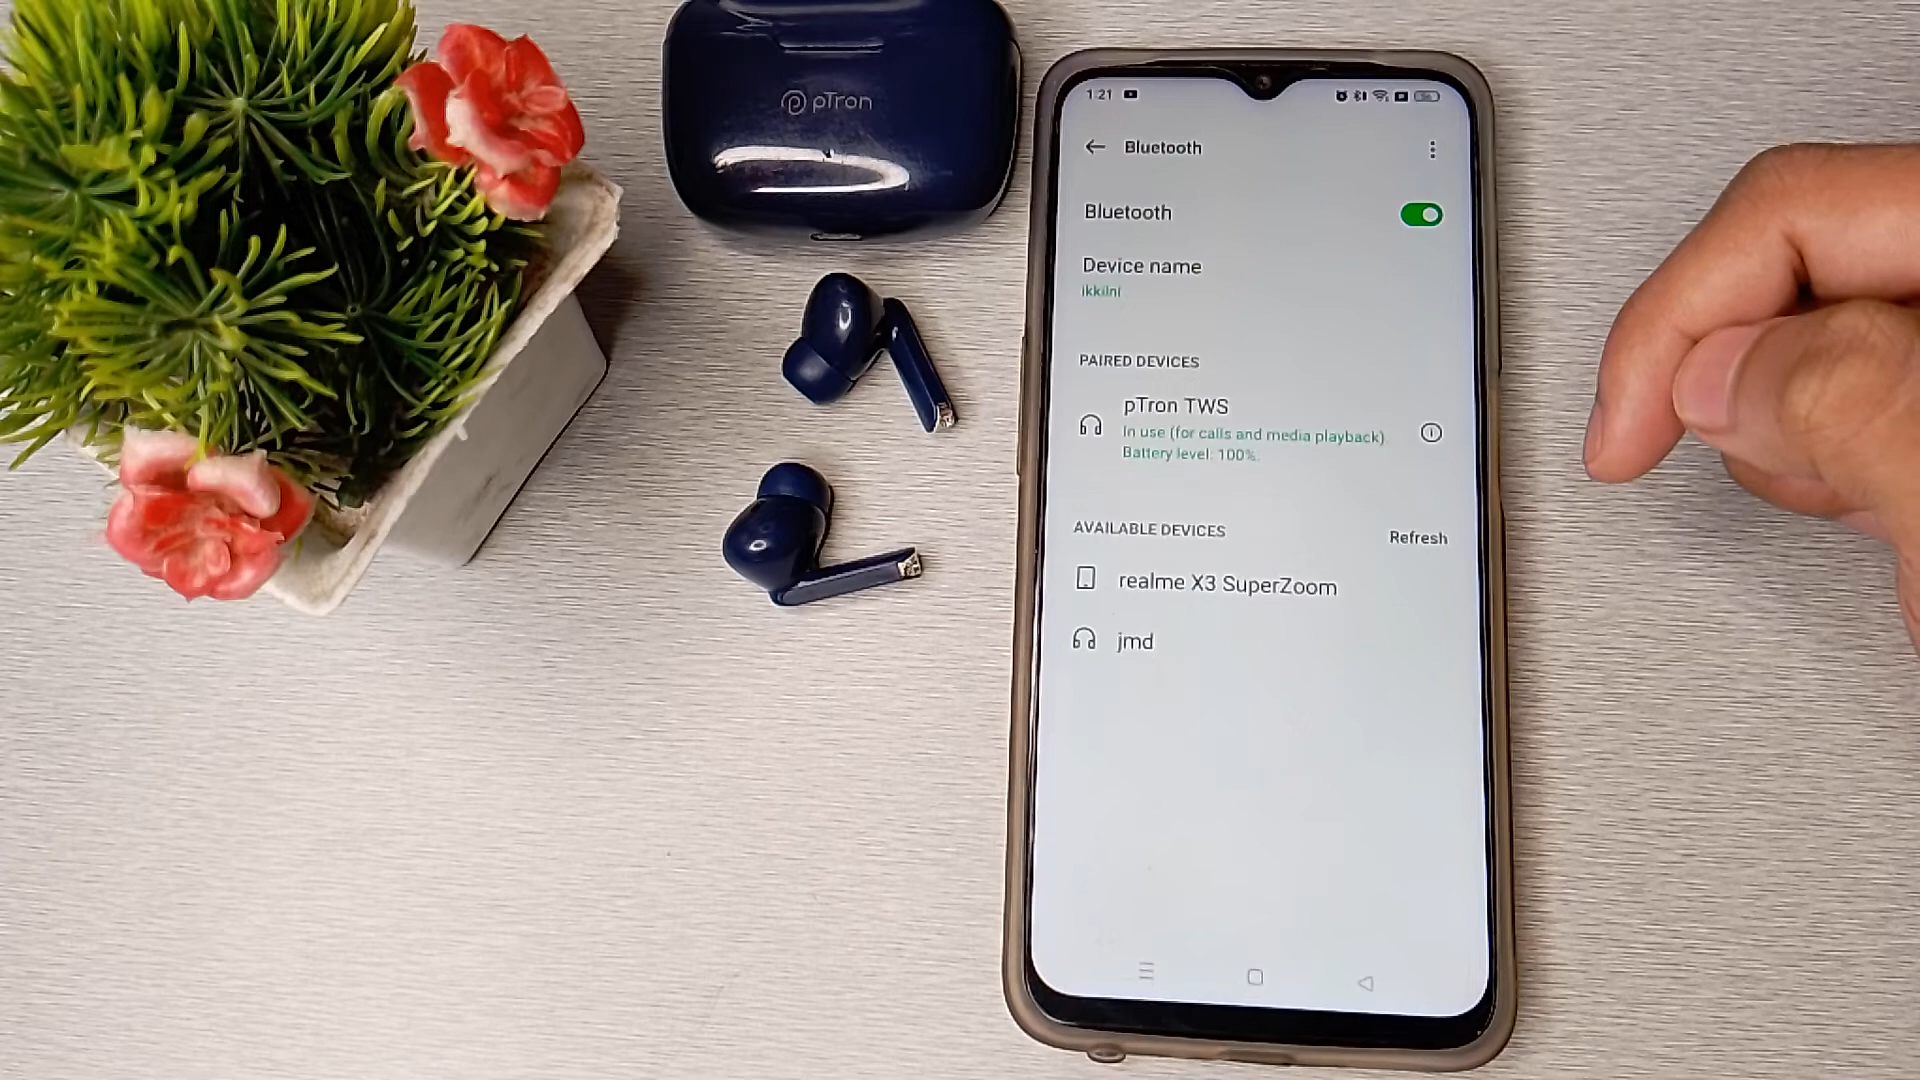 pTron
1:21
Bluetooth
Bluetooth
Device name
ikkilni
PAIRED DEVICES
pTron TWS
In use (for calls and media playback).
Battery level: 100%.
AVAILABLE DEVICES
Refresh
realme X3 SuperZoom
jmd